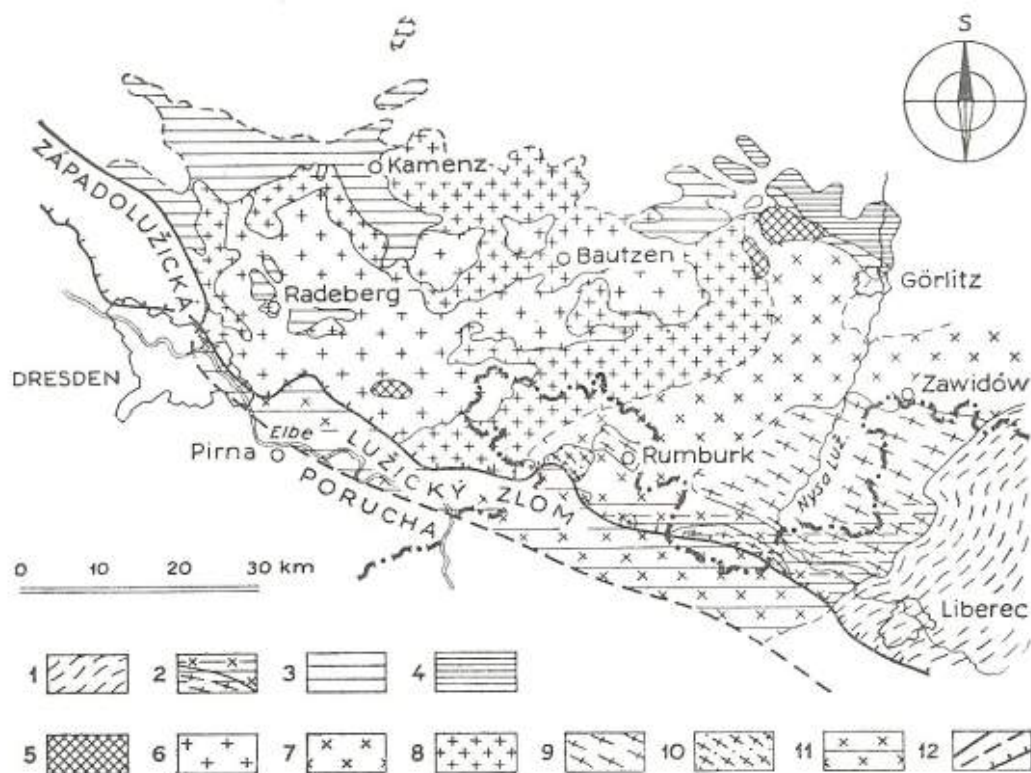 S
Kamenz
ZÁPADOLUŽICKÁ
Bautzen
Görlitz
Radeberg
DRESDEN
Zawidów
Elbe
LUŽICKÝ ZLOM
Pirna
Rumburk
Nysa Luž.
PORUCHA
0 10 20 30 km
Liberec
1 2 3 4
5 6 7 8 9 10 11 12